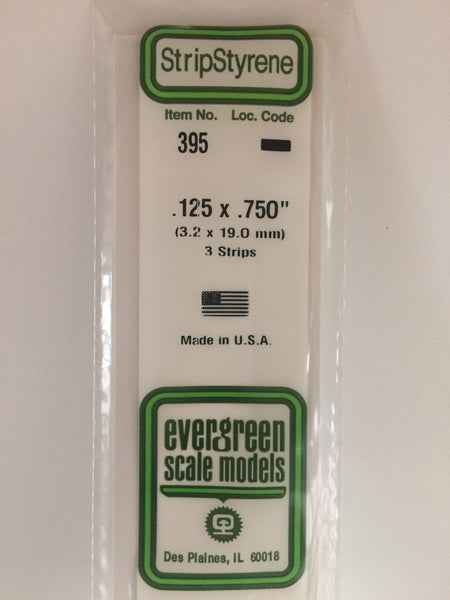 StripStyrene
Item No. Loc. Code
395
.125 x .750"
(3.2 x 19.0 mm)
3 Strips
Made in U.S.A.
evergreen
scale models
Des Plaines, IL 60018